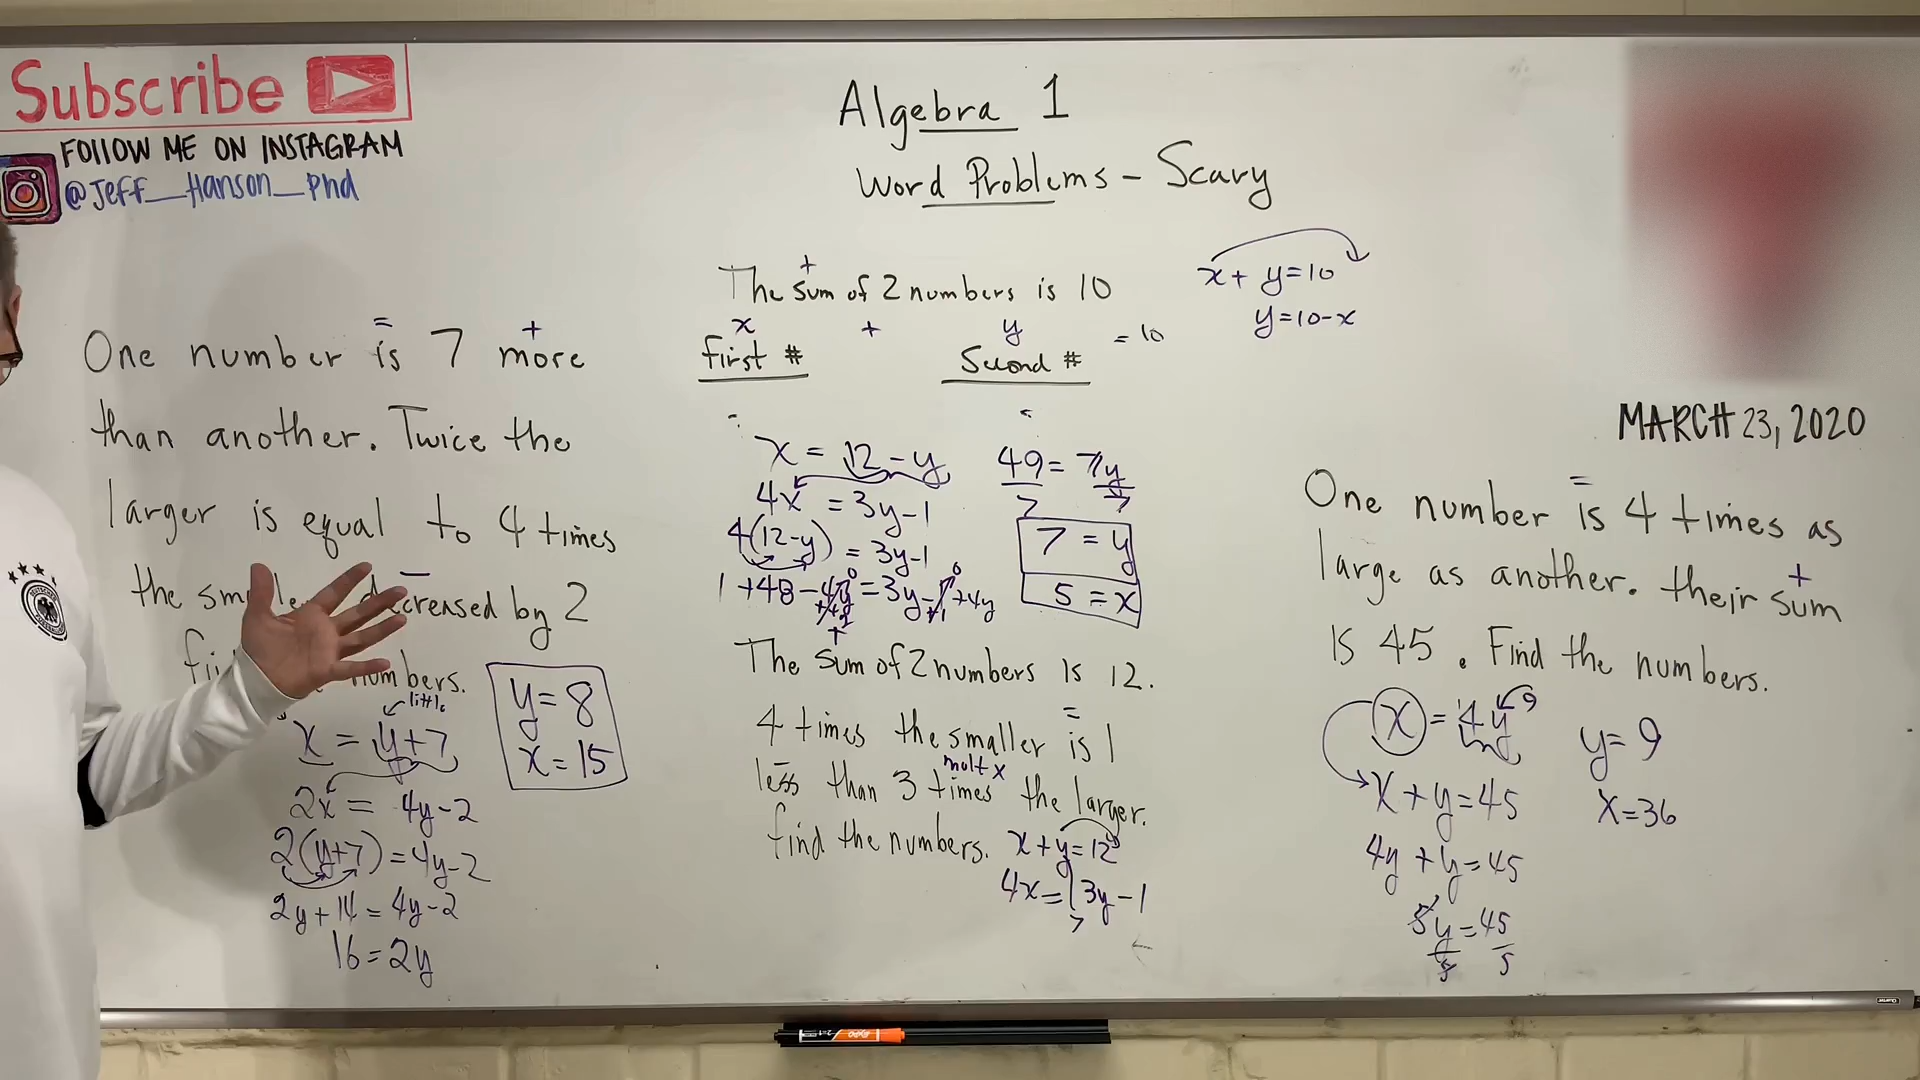 Subscribe
FOllOW ME ON INSTAGRAM
@Jeff__Hanson__Phd
Algebra 1
Word Problems - Scary
+
The sum of 2 numbers is 10
x + y = 10
first # Second #
x + y = 10
y = 10 - x
= +
One number is 7 more
than another. Twice the
larger is equal to 4 times
the decreased by 2
numbers.
little
x = y + 7
2x = 4y - 2
2(y+7) = 4y - 2
2y + 14 = 4y - 2
16 = 2y
y = 8
x = 15
x = 12 - y
4x = 3y - 1
4(12 - y) = 3y - 1
1 + 48 - 4y = 3y - 1 + 4y
49 = 7y
7 7
7 = y
5 = x
+
The sum of 2 numbers is 12.
=
4 times the smaller is 1
- mult x
less than 3 times the larger.
find the numbers.
x + y = 12
4x = 3y - 1
MARCH 23, 2020
=
One number is 4 times as
large as another. their sum
+
is 45. Find the numbers.
x = 4y 9
x + y = 45
4y + y = 45
5y = 45
5 5
y = 9
x = 36
EXPO
Quartet